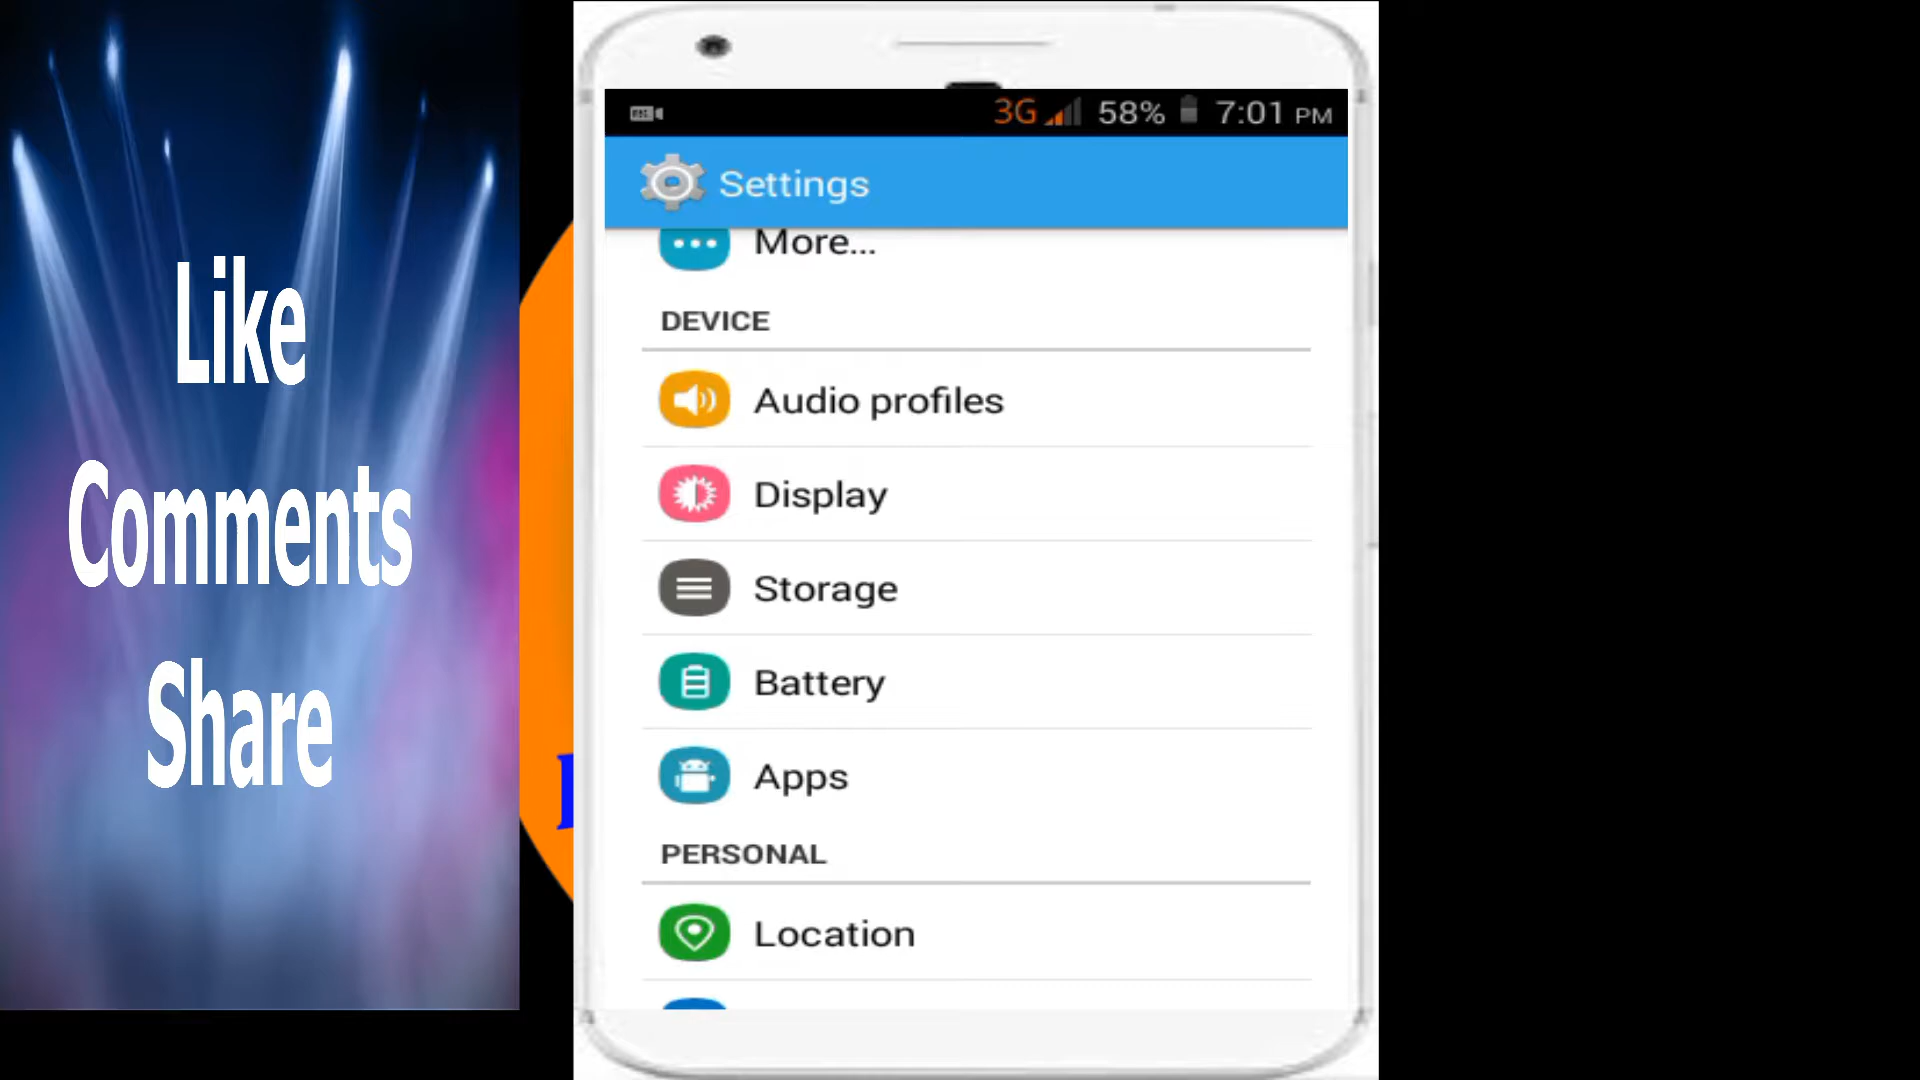 Like
Comments
Share
3G 58% 7:01 PM
Settings
More...
DEVICE
Audio profiles
Display
Storage
Battery
Apps
PERSONAL
Location